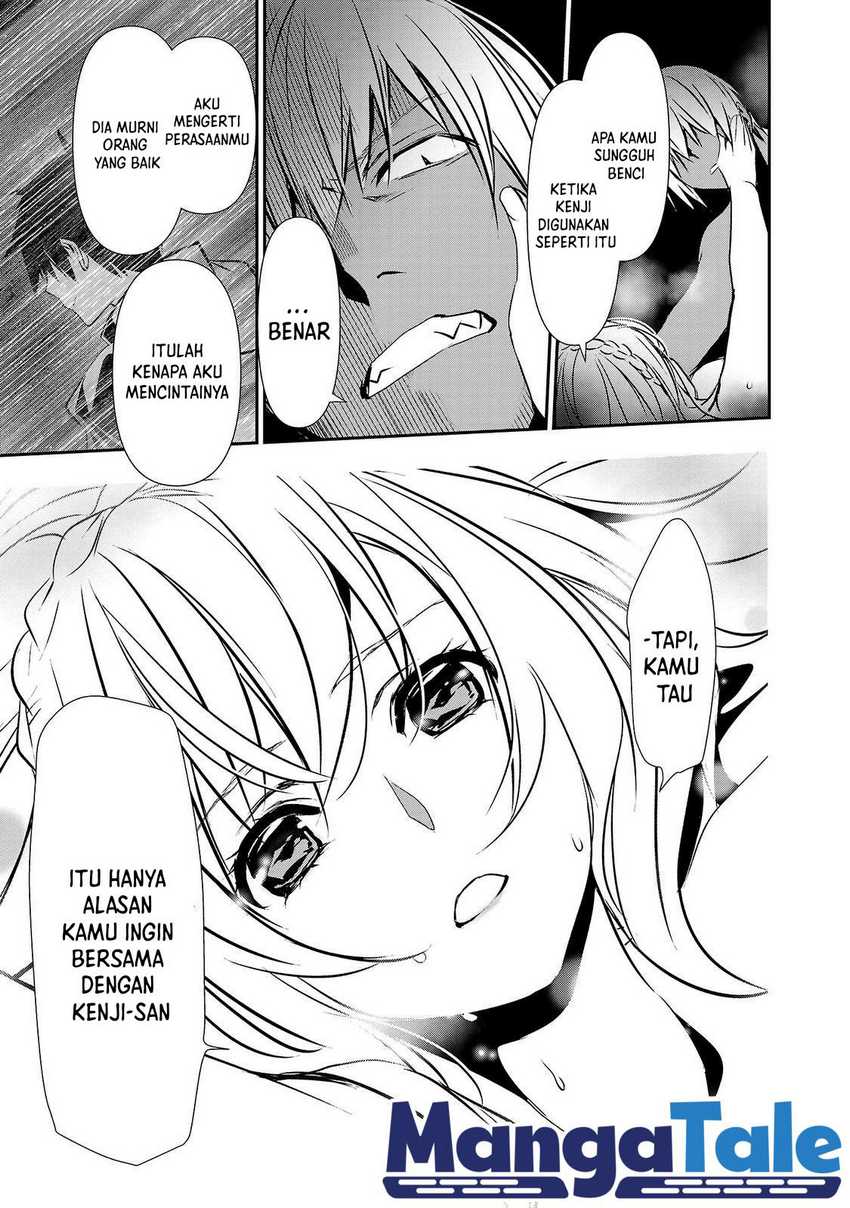 APA KAMU
SUNGGUH
BENCI
KETIKA
KENJI
DIGUNAKAN
SEPERTI ITU
...
BENAR
AKU
MENGERTI
PERASAANMU
DIA MURNI
ORANG
YANG BAIK
ITULAH
KENAPA AKU
MENCINTAINYA
-TAPI,
KAMU
TAU
ITU HANYA
ALASAN
KAMU INGIN
BERSAMA
DENGAN
KENJI-SAN
MangaTale